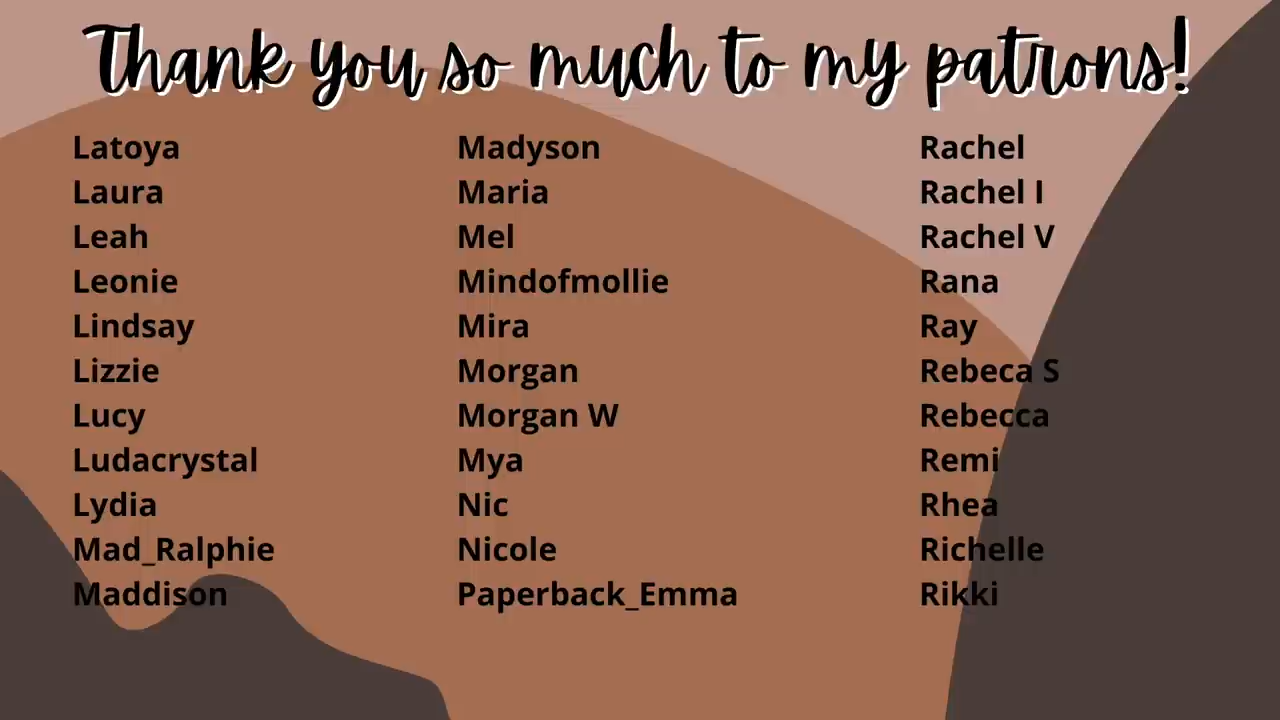 Thank you so much to my patrons!
Latoya
Laura
Leah
Leonie
Lindsay
Lizzie
Lucy
Ludacrystal
Lydia
Mad_Ralphie
Maddison
Madyson
Maria
Mel
Mindofmollie
Mira
Morgan
Morgan W
Mya
Nic
Nicole
Paperback_Emma
Rachel
Rachel I
Rachel V
Rana
Ray
Rebeca S
Rebecca
Remi
Rhea
Richelle
Rikki